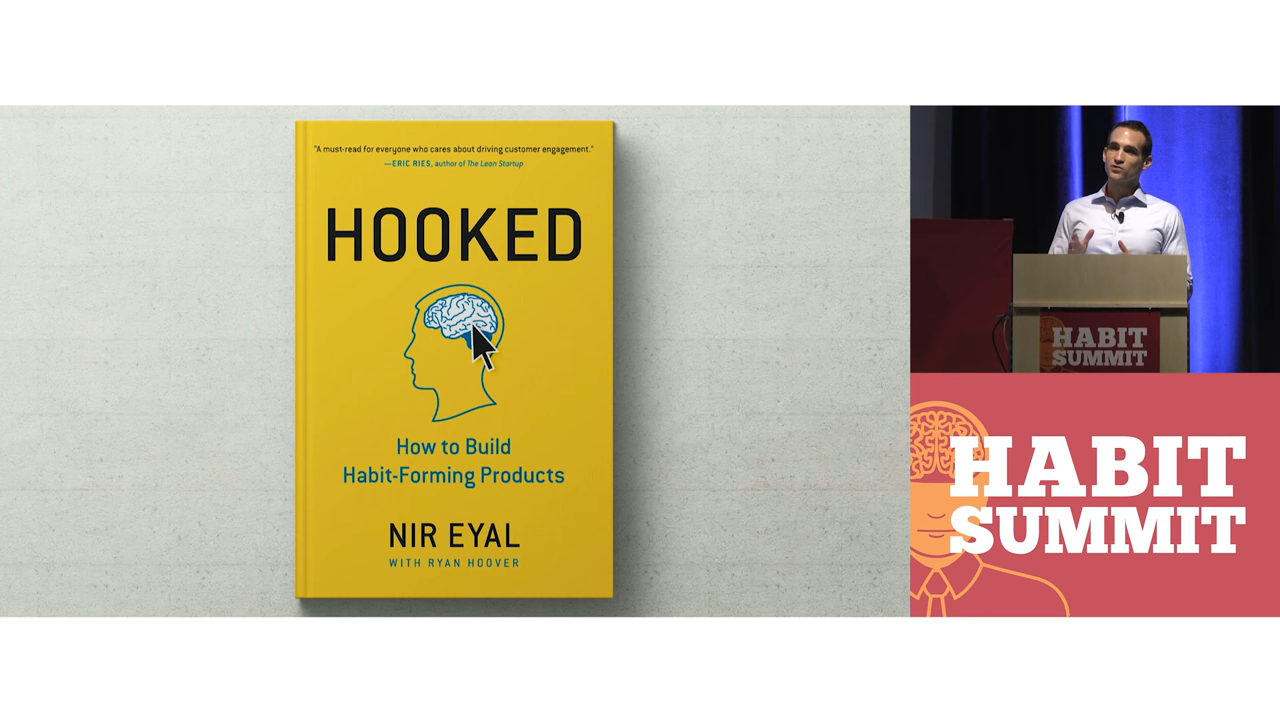 "A must-read for everyone who cares about driving customer engagement."
—ERIC RIES, author of The Lean Startup
HOOKED
How to Build
Habit-Forming Products
NIR EYAL
WITH RYAN HOOVER
HABIT
SUMMIT
HABIT
SUMMIT